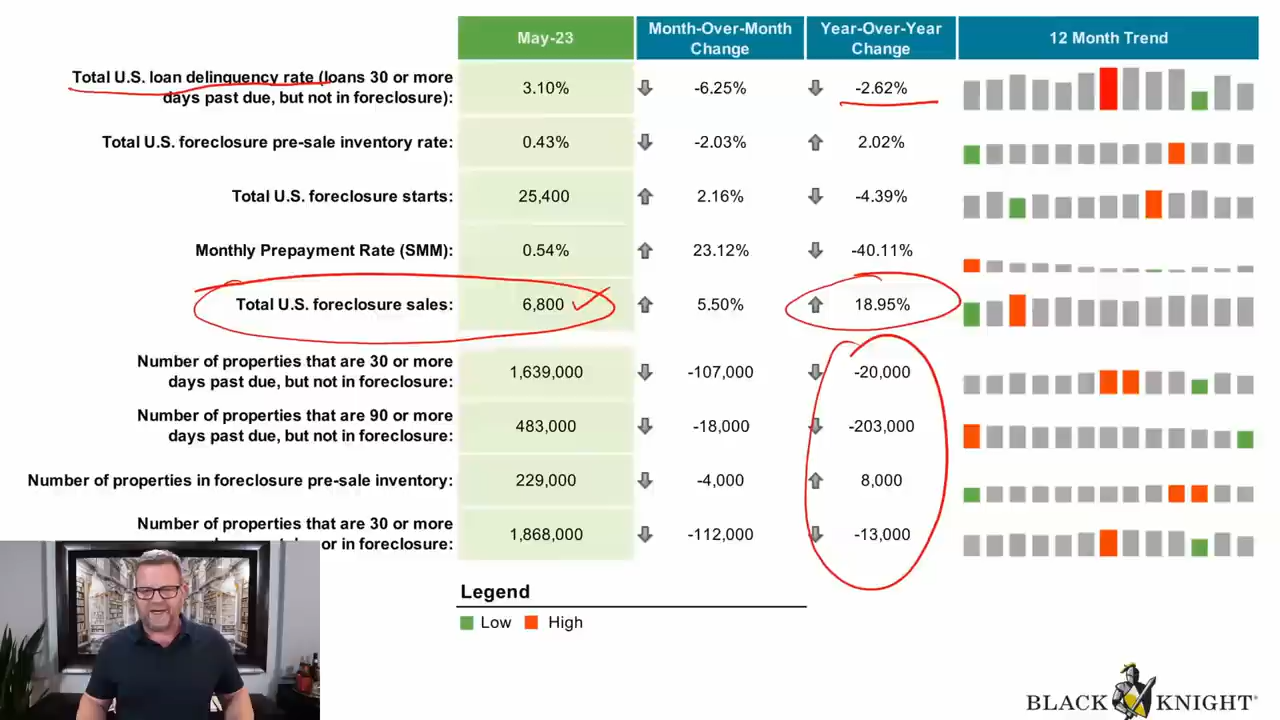 May-23
Month-Over-Month
Change
Year-Over-Year
Change
12 Month Trend
Total U.S. loan delinquency rate (loans 30 or more
days past due, but not in foreclosure):
3.10%
-6.25%
-2.62%
Total U.S. foreclosure pre-sale inventory rate:
0.43%
-2.03%
2.02%
Total U.S. foreclosure starts:
25,400
2.16%
-4.39%
Monthly Prepayment Rate (SMM):
0.54%
23.12%
-40.11%
Total U.S. foreclosure sales:
6,800
5.50%
18.95%
Number of properties that are 30 or more
days past due, but not in foreclosure:
1,639,000
-107,000
-20,000
Number of properties that are 90 or more
days past due, but not in foreclosure:
483,000
-18,000
-203,000
Number of properties in foreclosure pre-sale inventory:
229,000
-4,000
8,000
Number of properties that are 30 or more
or in foreclosure:
1,868,000
-112,000
-13,000
Legend
Low
High
BLACK KNIGHT